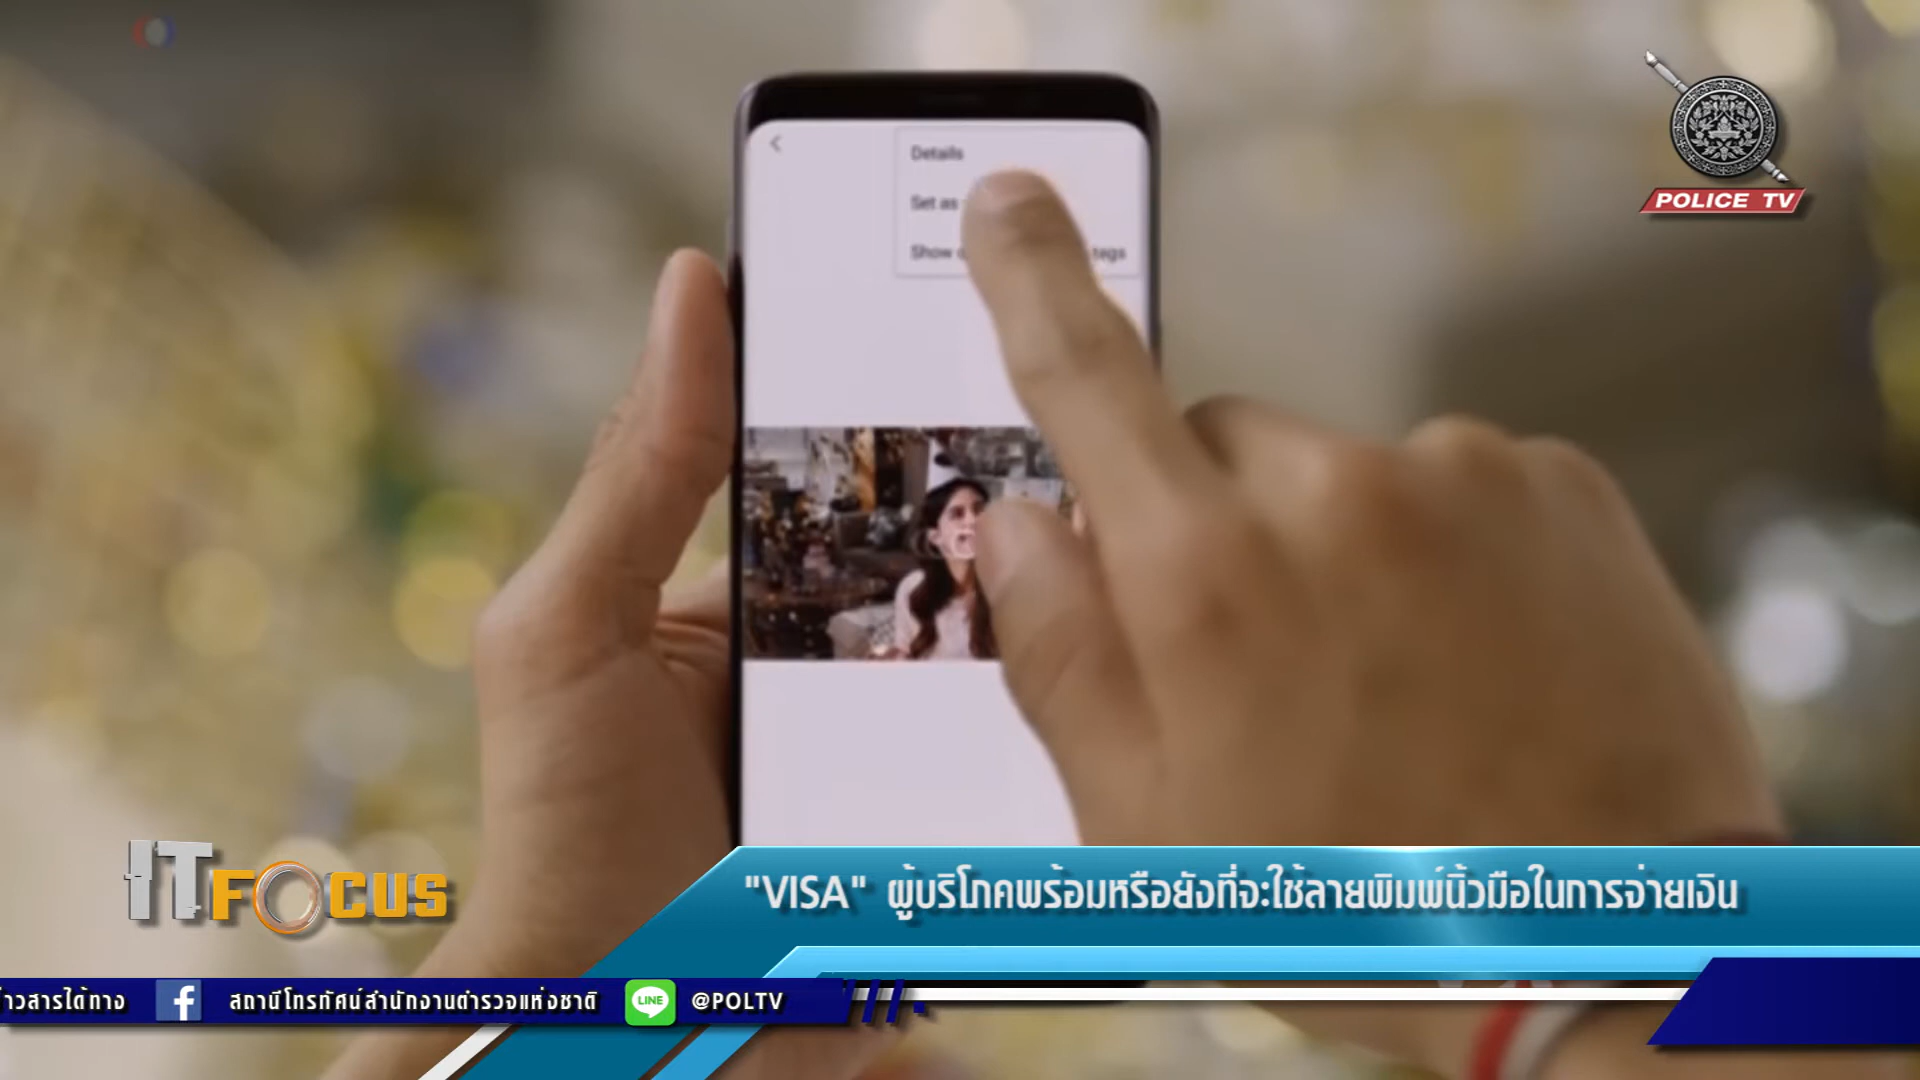 Details
Set as
Show
tags
POLICE TV
IT FOCUS
"VISA" ผู้บริโภคพร้อมหรือยังที่จะใช้ลายพิมพ์นิ้วมือในการจ่ายเงิน
าวสารได้ทาง สถานีโทรทัศน์สำนักงานตำรวจแห่งชาติ LINE @POLTV